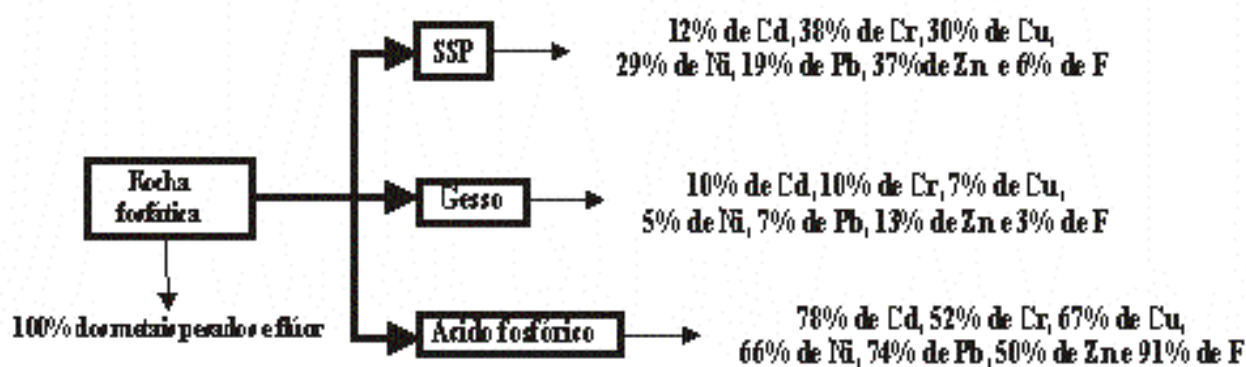 12% de Cd, 38% de Cr, 30% de Cu,
SSP
29% de Ni, 19% de Pb, 37%de Zn e 6% de F
Rocha
fosfática
10% de Cd, 10% de Cr, 7% de Cu,
Gesso
5% de Ni, 7% de Pb, 13% de Zn e 3% de F
100% dos metais pesados e flúor
Ácido fosfórico
78% de Cd, 52% de Cr, 67% de Cu,
66% de Ni, 74% de Pb, 50% de Zn e 91% de F